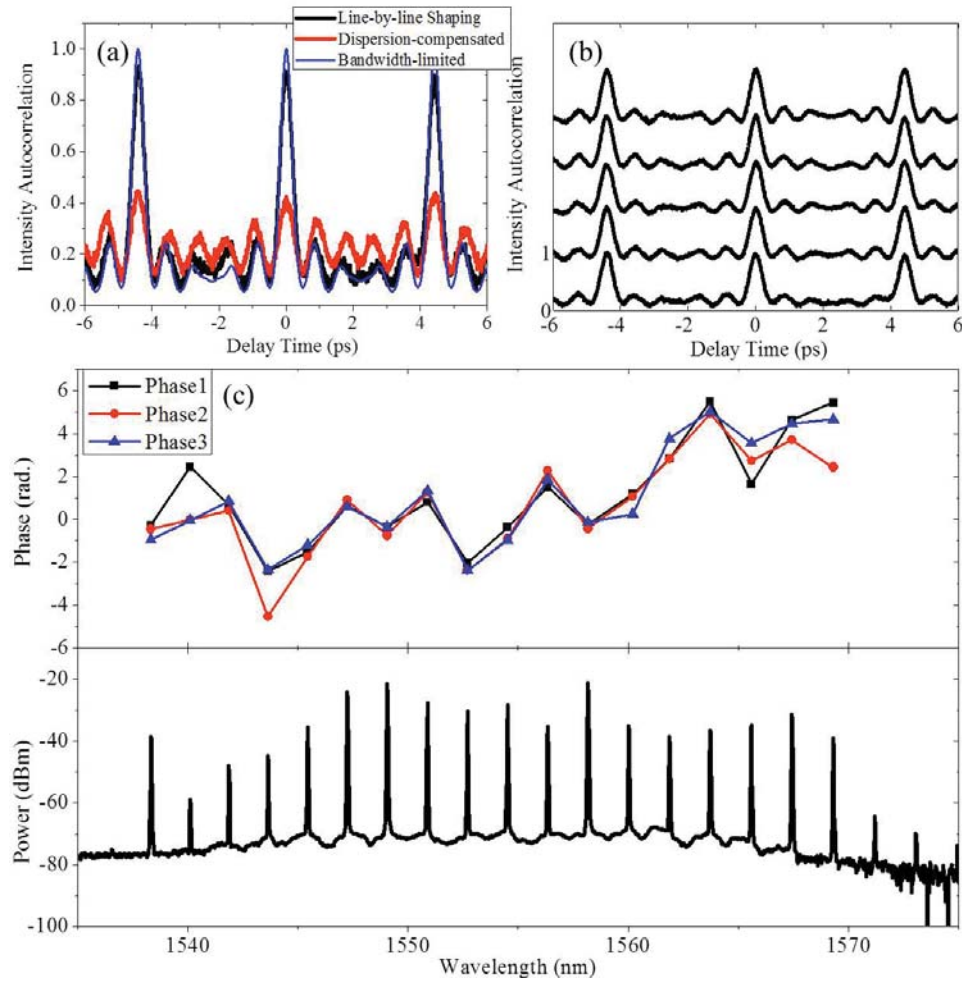 (a)
Line-by-line Shaping
Dispersion-compensated
Bandwidth-limited
Intensity Autocorrelation
1.0
0.8
0.6
0.4
0.2
0.0
-6 -4 -2 0 2 4 6
Delay Time (ps)
(b)
Intensity Autocorrelation
1
0
-6 -4 -2 0 2 4 6
Delay Time (ps)
(c)
Phase1
Phase2
Phase3
Phase (rad.)
6
4
2
0
-2
-4
-6
Power (dBm)
-20
-40
-60
-80
-100
1540 1550 1560 1570
Wavelength (nm)